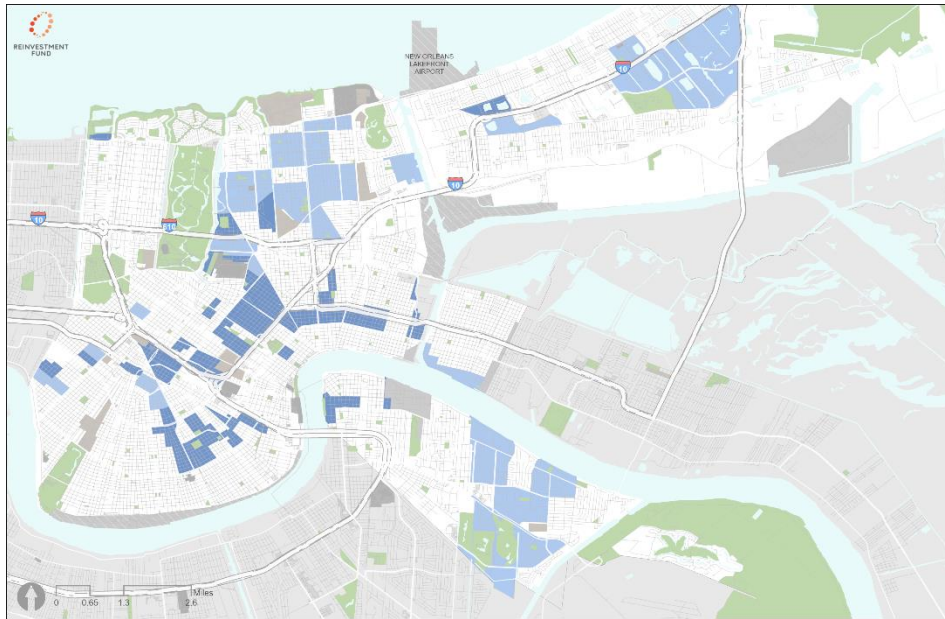 REINVESTMENT
FUND
NEW ORLEANS
LAKEFRONT
AIRPORT
10
10
10
610
Miles
0
0.65
1.3
2.6